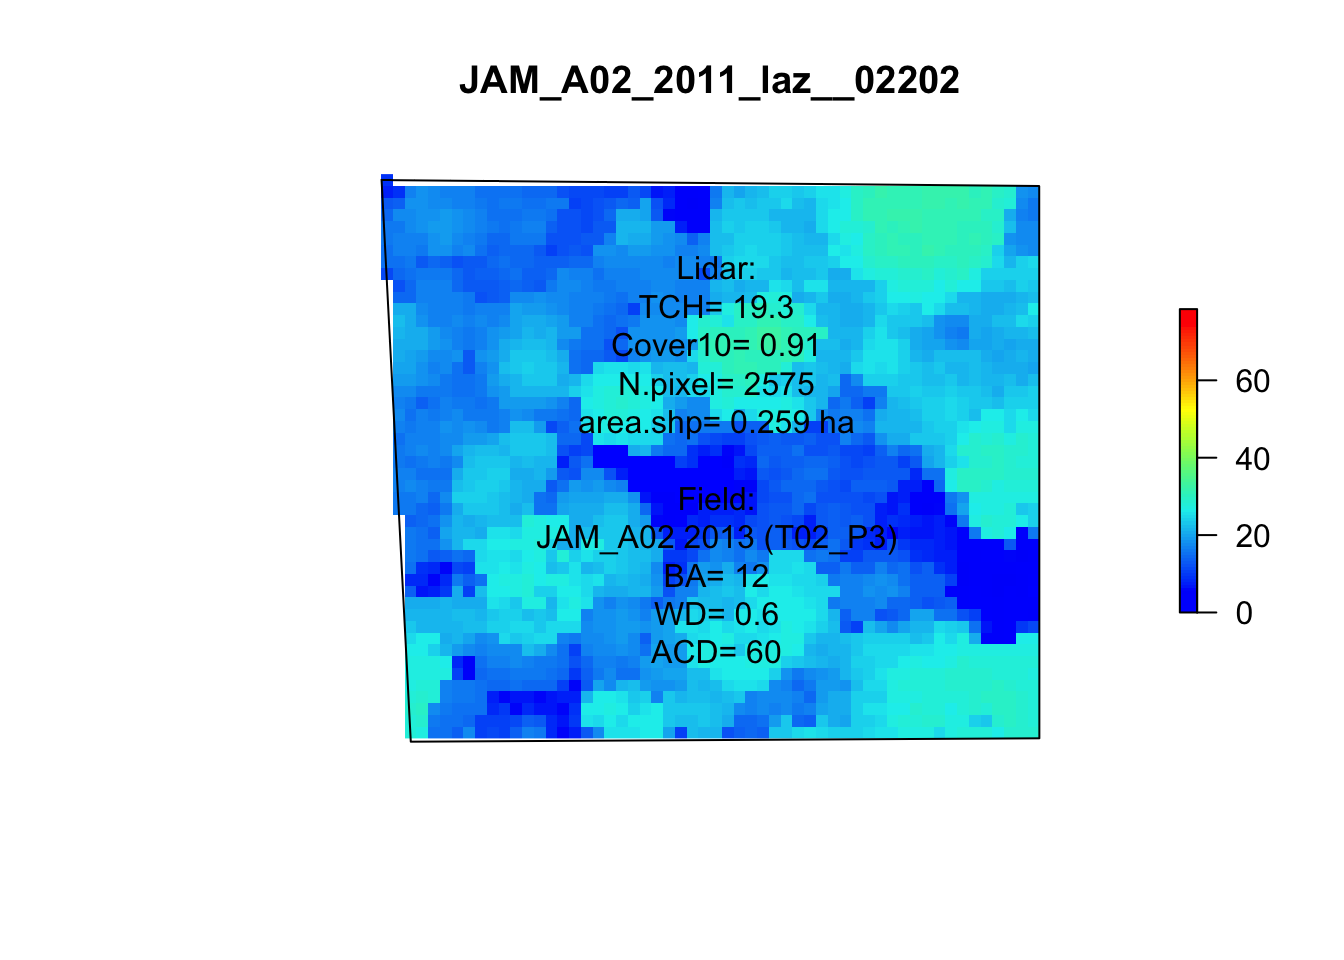 JAM_A02_2011_laz__02202
Lidar:
TCH= 19.3
Cover10= 0.91
N.pixel= 2575
area.shp= 0.259 ha
Field:
JAM_A02 2013 (T02_P3)
BA= 12
WD= 0.6
ACD= 60
60
40
20
0